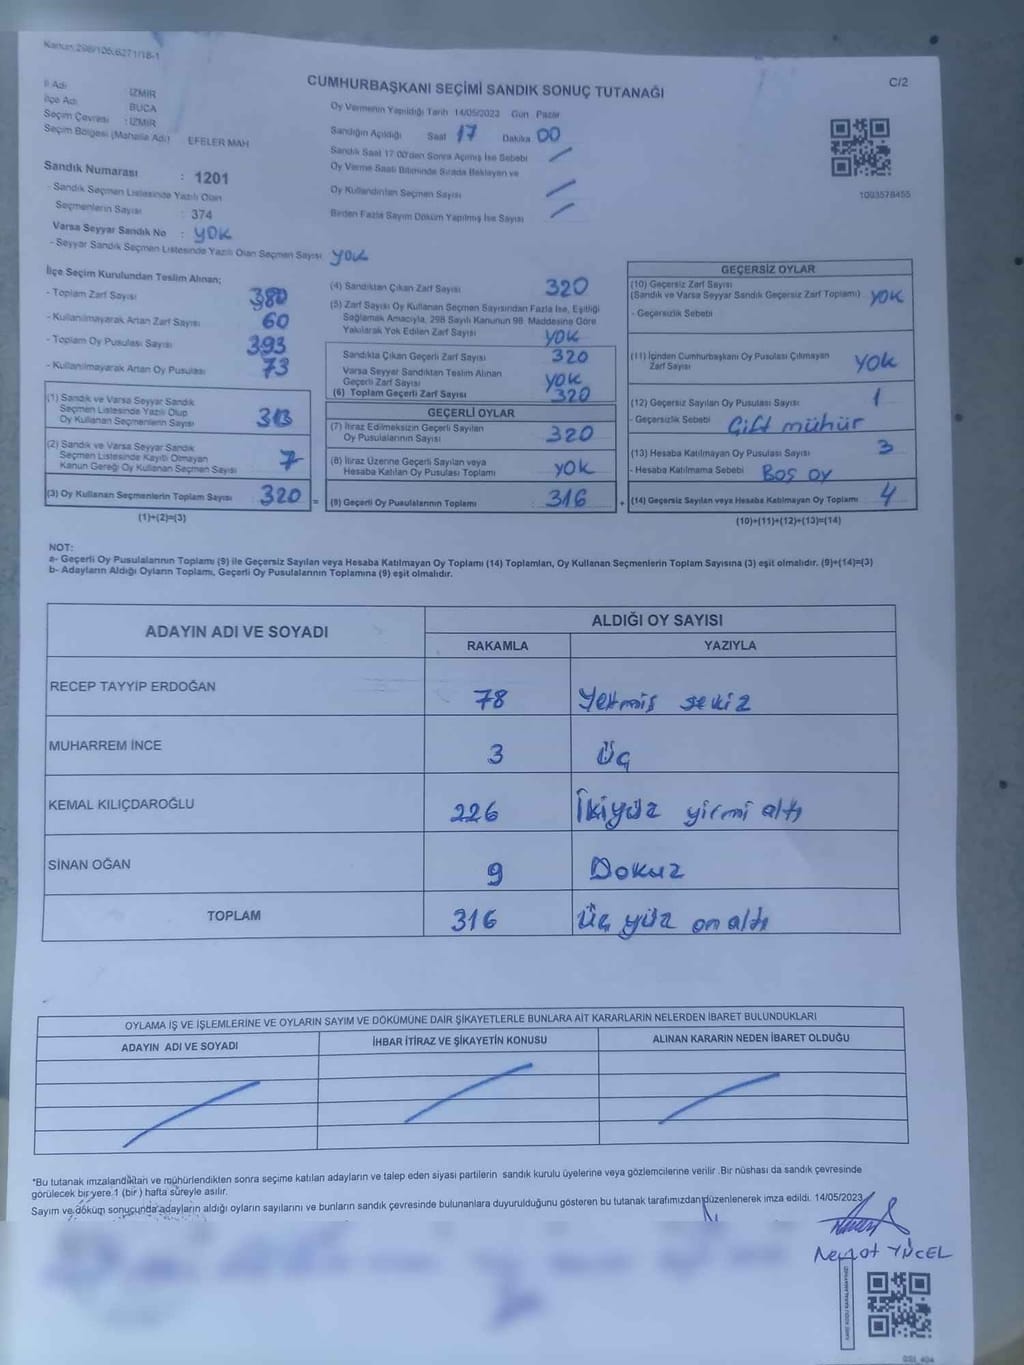 Kanun:298/105;6271/18-1
C/2
CUMHURBAŞKANI SEÇİMİ SANDIK SONUÇ TUTANAĞI
İl Adı İZMİR
İlçe Adı BUCA
Seçim Çevresi : İZMİR
Seçim Bölgesi (Mahalle Adı) EFELER MAH
Oy Vermenin Yapıldığı Tarih 14/05/2023 Gün Pazar
Sandığın Açıldığı Saat 17 Dakika 00
Sandık Saat 17:00'den Sonra Açılmış İse Sebebi
Oy Verme Saati Bitiminde Sırada Bekleyen ve
Oy Kullandırılan Seçmen Sayısı
Birden Fazla Sayım Döküm Yapılmış İse Sayısı
1093578455
Sandık Numarası : 1201
- Sandık Seçmen Listesinde Yazılı Olan
Seçmenlerin Sayısı : 374
Varsa Seyyar Sandık No : YOK
- Seyyar Sandık Seçmen Listesinde Yazılı Olan Seçmen Sayısı YOK
İlçe Seçim Kurulundan Teslim Alınan;
- Toplam Zarf Sayısı 380
- Kullanılmayarak Artan Zarf Sayısı 60
- Toplam Oy Pusulası Sayısı 393
- Kullanılmayarak Artan Oy Pusulası 73
(1) Sandık ve Varsa Seyyar Sandık
Seçmen Listesinde Yazılı Olup
Oy Kullanan Seçmenlerin Sayısı 313
(2) Sandık ve Varsa Seyyar Sandık
Seçmen Listesinde Kayıtlı Olmayan
Kanun Gereği Oy Kullanan Seçmen Sayısı 7
(3) Oy Kullanan Seçmenlerin Toplam Sayısı 320
(1)+(2)=(3)
(4) Sandıktan Çıkan Zarf Sayısı 320
(5) Zarf Sayısı Oy Kullanan Seçmen Sayısından Fazla İse, Eşitliği
Sağlamak Amacıyla, 298 Sayılı Kanunun 98. Maddesine Göre
Yakılarak Yok Edilen Zarf Sayısı YOK
Sandıkta Çıkan Geçerli Zarf Sayısı 320
Varsa Seyyar Sandıktan Teslim Alınan
Geçerli Zarf Sayısı YOK
(6) Toplam Geçerli Zarf Sayısı 320
GEÇERLİ OYLAR
(7) İtiraz Edilmeksizin Geçerli Sayılan
Oy Pusulalarının Sayısı 320
(8) İtiraz Üzerine Geçerli Sayılan veya
Hesaba Katılan Oy Pusulası Toplamı YOK
= (9) Geçerli Oy Pusulalarının Toplamı : 316 +
GEÇERSİZ OYLAR
(10) Geçersiz Zarf Sayısı
(Sandık ve Varsa Seyyar Sandık Geçersiz Zarf Toplamı) YOK
- Geçersizlik Sebebi
(11) İçinden Cumhurbaşkanı Oy Pusulası Çıkmayan
Zarf Sayısı YOK
(12) Geçersiz Sayılan Oy Pusulası Sayısı 1
- Geçersizlik Sebebi Çift mühür
(13) Hesaba Katılmayan Oy Pusulası Sayısı 3
- Hesaba Katılmama Sebebi BOŞ OY
(14) Geçersiz Sayılan veya Hesaba Katılmayan Oy Toplamı 4
(10)+(11)+(12)+(13)=(14)
NOT:
a- Geçerli Oy Pusulalarının Toplamı (9) ile Geçersiz Sayılan veya Hesaba Katılmayan Oy Toplamı (14) Toplamları, Oy Kullanan Seçmenlerin Toplam Sayısına (3) eşit olmalıdır. (9)+(14)=(3)
b- Adayların Aldığı Oyların Toplamı, Geçerli Oy Pusulalarının Toplamına (9) eşit olmalıdır.
ADAYIN ADI VE SOYADI
ALDIĞI OY SAYISI
RAKAMLA YAZIYLA
RECEP TAYYİP ERDOĞAN 78 Yetmiş sekiz
MUHARREM İNCE 3 Üç
KEMAL KILIÇDAROĞLU 226 İkiyüz yirmi altı
SİNAN OĞAN 9 Dokuz
TOPLAM 316 Üç yüz on altı
OYLAMA İŞ VE İŞLEMLERİNE VE OYLARIN SAYIM VE DÖKÜMÜNE DAİR ŞİKAYETLERLE BUNLARA AİT KARARLARIN NELERDEN İBARET BULUNDUKLARI
ADAYIN ADI VE SOYADI İHBAR İTİRAZ VE ŞİKAYETİN KONUSU ALINAN KARARIN NEDEN İBARET OLDUĞU
*Bu tutanak imzalandıktan ve mühürlendikten sonra seçime katılan adayların ve talep eden siyasi partilerin sandık kurulu üyelerine veya gözlemcilerine verilir .Bir nüshası da sandık çevresinde
görülecek bir yere 1 (bir ) hafta süreyle asılır.
Sayım ve döküm sonucunda adayların aldığı oyların sayılarını ve bunların sandık çevresinde bulunanlara duyurulduğunu gösteren bu tutanak tarafımızdan düzenlenerek imza edildi. 14/05/2023
Nevzat YÜCEL